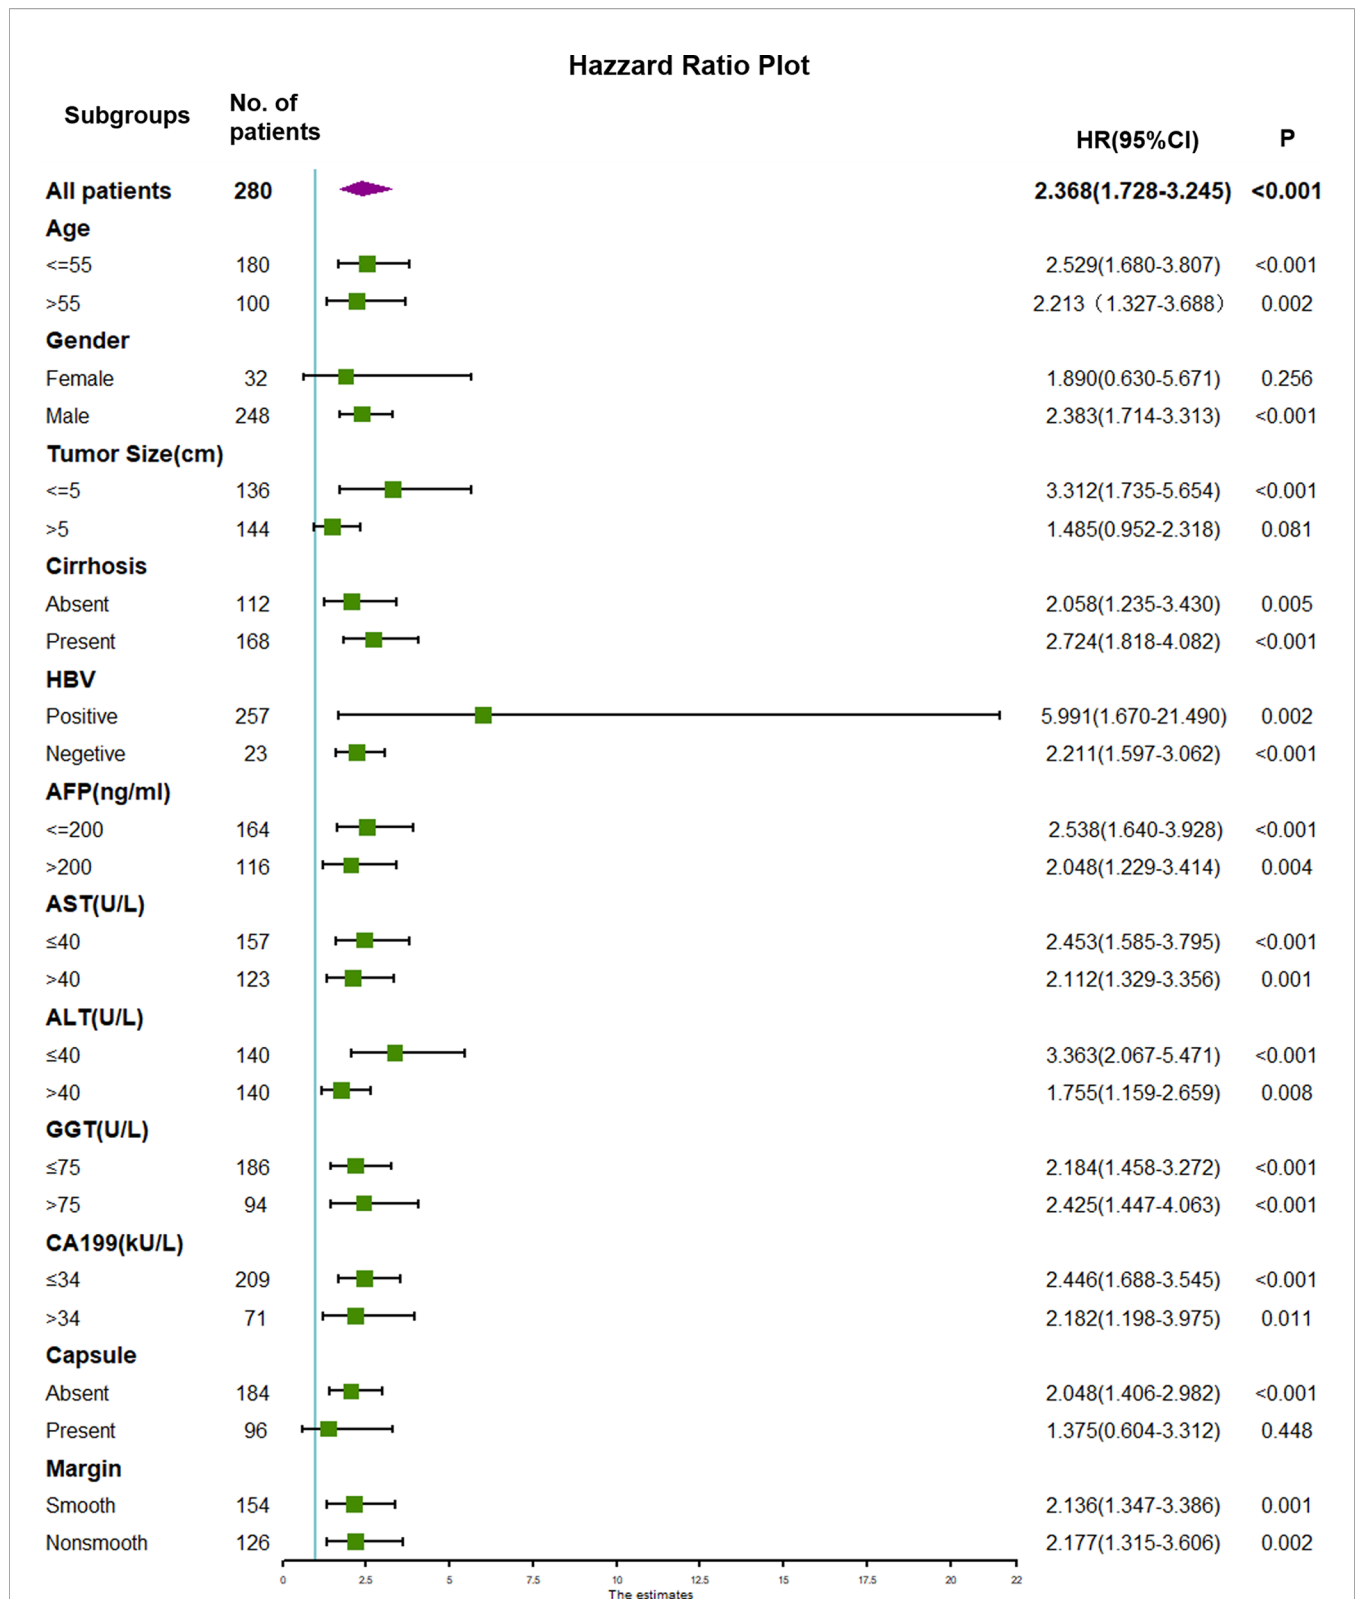 Hazzard Ratio Plot
Subgroups No. of patients HR(95%CI) P
All patients 280 2.368(1.728-3.245) <0.001
Age
<=55 180 2.529(1.680-3.807) <0.001
>55 100 2.213（1.327-3.688） 0.002
Gender
Female 32 1.890(0.630-5.671) 0.256
Male 248 2.383(1.714-3.313) <0.001
Tumor Size(cm)
<=5 136 3.312(1.735-5.654) <0.001
>5 144 1.485(0.952-2.318) 0.081
Cirrhosis
Absent 112 2.058(1.235-3.430) 0.005
Present 168 2.724(1.818-4.082) <0.001
HBV
Positive 257 5.991(1.670-21.490) 0.002
Negetive 23 2.211(1.597-3.062) <0.001
AFP(ng/ml)
<=200 164 2.538(1.640-3.928) <0.001
>200 116 2.048(1.229-3.414) 0.004
AST(U/L)
≤40 157 2.453(1.585-3.795) <0.001
>40 123 2.112(1.329-3.356) 0.001
ALT(U/L)
≤40 140 3.363(2.067-5.471) <0.001
>40 140 1.755(1.159-2.659) 0.008
GGT(U/L)
≤75 186 2.184(1.458-3.272) <0.001
>75 94 2.425(1.447-4.063) <0.001
CA199(kU/L)
≤34 209 2.446(1.688-3.545) <0.001
>34 71 2.182(1.198-3.975) 0.011
Capsule
Absent 184 2.048(1.406-2.982) <0.001
Present 96 1.375(0.604-3.312) 0.448
Margin
Smooth 154 2.136(1.347-3.386) 0.001
Nonsmooth 126 2.177(1.315-3.606) 0.002
0 2.5 5 7.5 10 12.5 15 17.5 20 22
The estimates